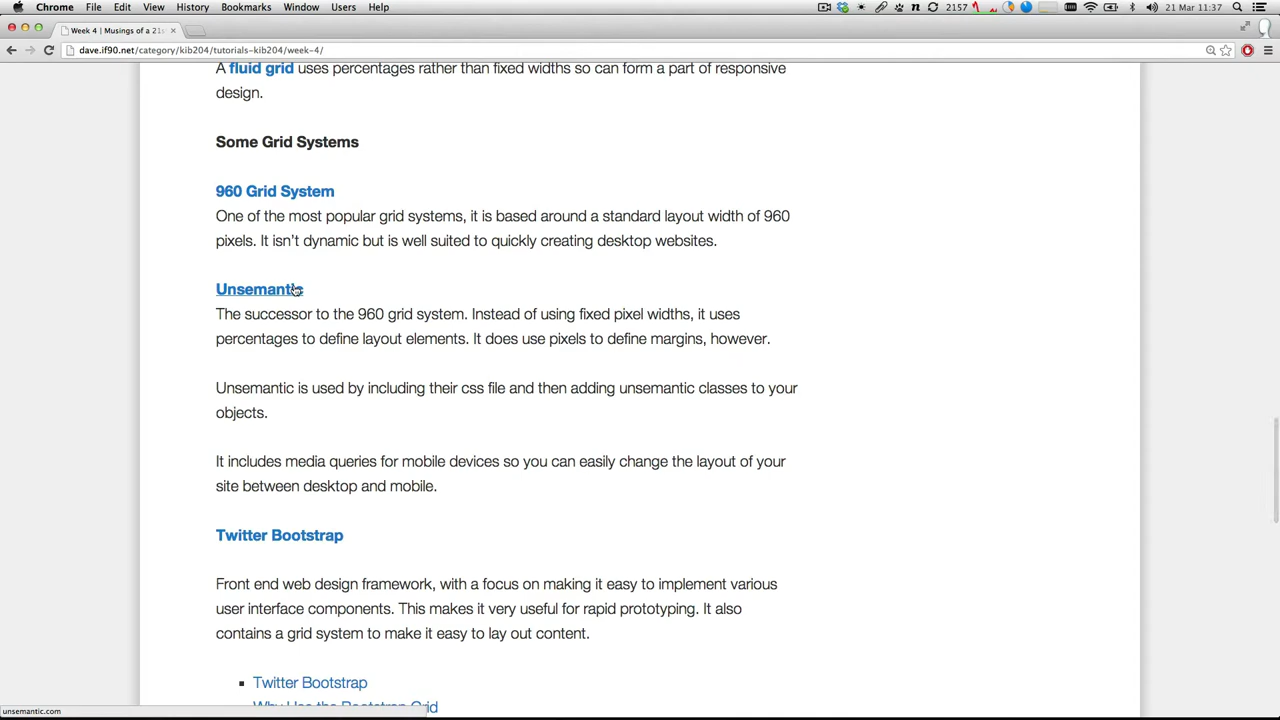 Chrome File Edit View History Bookmarks Window Users Help 2157 21 Mar 11:37
Week 4 | Musings of a 21s
dave.if90.net/category/kib204/tutorials-kib204/week-4/
A fluid grid uses percentages rather than fixed widths so can form a part of responsive
design.
Some Grid Systems
960 Grid System
One of the most popular grid systems, it is based around a standard layout width of 960
pixels. It isn't dynamic but is well suited to quickly creating desktop websites.
Unsemantic
The successor to the 960 grid system. Instead of using fixed pixel widths, it uses
percentages to define layout elements. It does use pixels to define margins, however.
Unsemantic is used by including their css file and then adding unsemantic classes to your
objects.
It includes media queries for mobile devices so you can easily change the layout of your
site between desktop and mobile.
Twitter Bootstrap
Front end web design framework, with a focus on making it easy to implement various
user interface components. This makes it very useful for rapid prototyping. It also
contains a grid system to make it easy to lay out content.
Twitter Bootstrap
Why Use the Bootstrap Grid
unsemantic.com